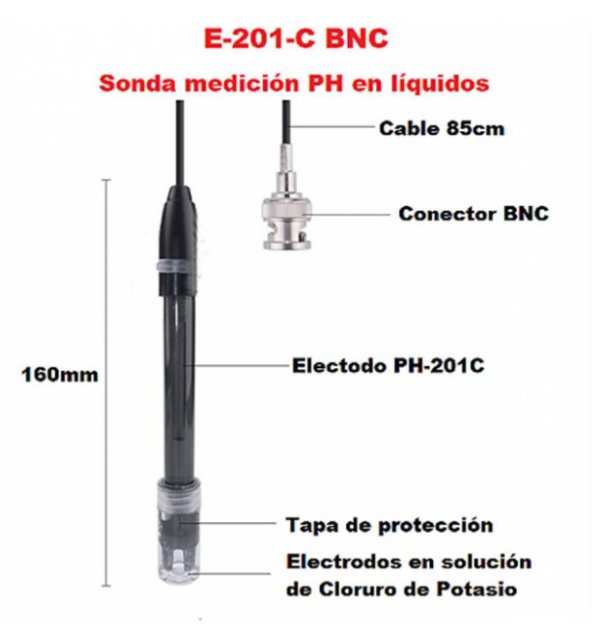 E-201-C BNC
Sonda medición PH en líquidos
Cable 85cm
Conector BNC
Electodo PH-201C
160mm
Tapa de protección
Electrodos en solución
de Cloruro de Potasio